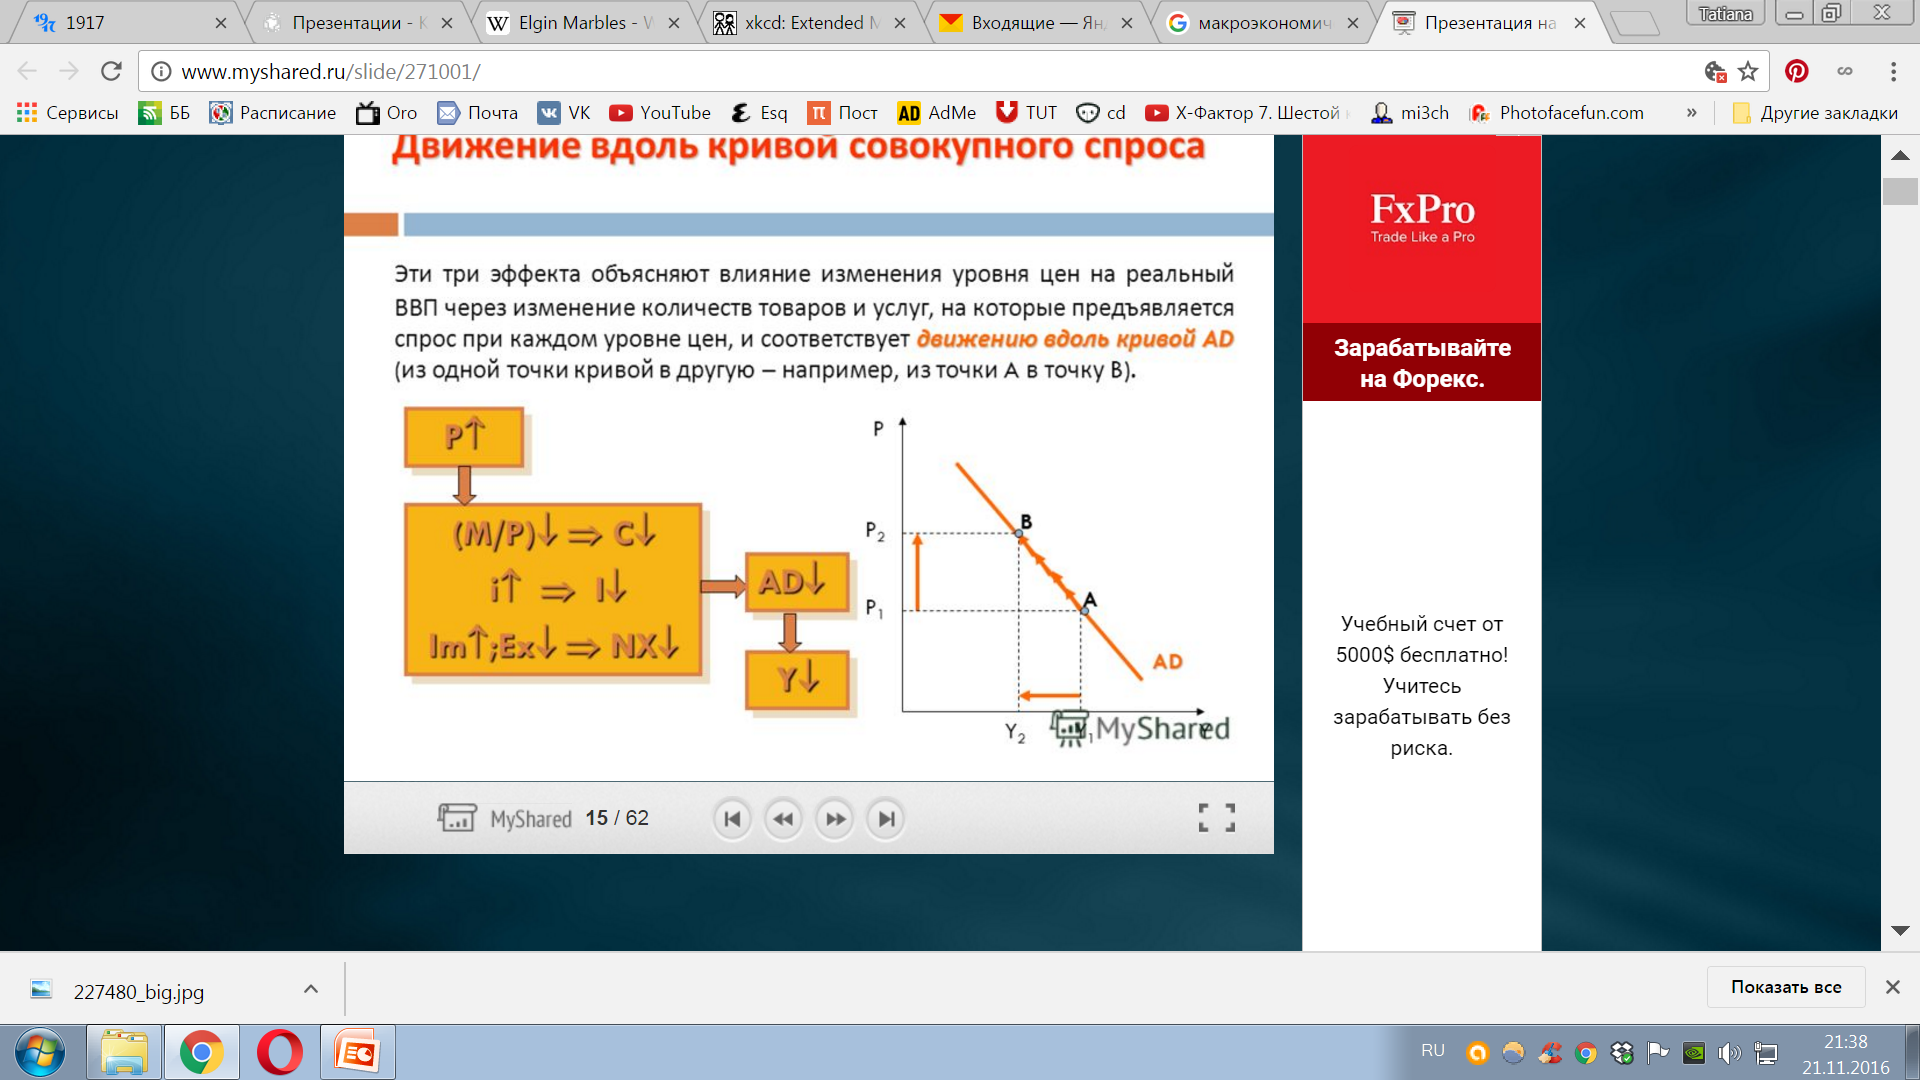 1917
Презентации - К
Elgin Marbles - W
xkcd: Extended M
Входящие — Янд
макроэкономич
Презентация на
Tatiana
www.myshared.ru/slide/271001/
Сервисы
ББ
Расписание
Oro
Почта
VK
YouTube
Esq
Пост
AdMe
TUT
cd
Х-Фактор 7. Шестой к
mi3ch
Photofacefun.com
»
Другие закладки
Движение вдоль кривой совокупного спроса
Эти три эффекта объясняют влияние изменения уровня цен на реальный
ВВП через изменение количеств товаров и услуг, на которые предъявляется
спрос при каждом уровне цен, и соответствует движению вдоль кривой AD
(из одной точки кривой в другую – например, из точки А в точку В).
P↑
(M/P)↓ ⇒ C↓
i↑ ⇒ I↓
Im↑;Ex↓ ⇒ NX↓
AD↓
Y↓
P
P2
P1
B
A
AD
Y2
Y1
Y
MyShared
MyShared 15 / 62
FxPro
Trade Like a Pro
Зарабатывайте
на Форекс.
Учебный счет от
5000$ бесплатно!
Учитесь
зарабатывать без
риска.
227480_big.jpg
Показать все
RU
21:38
21.11.2016